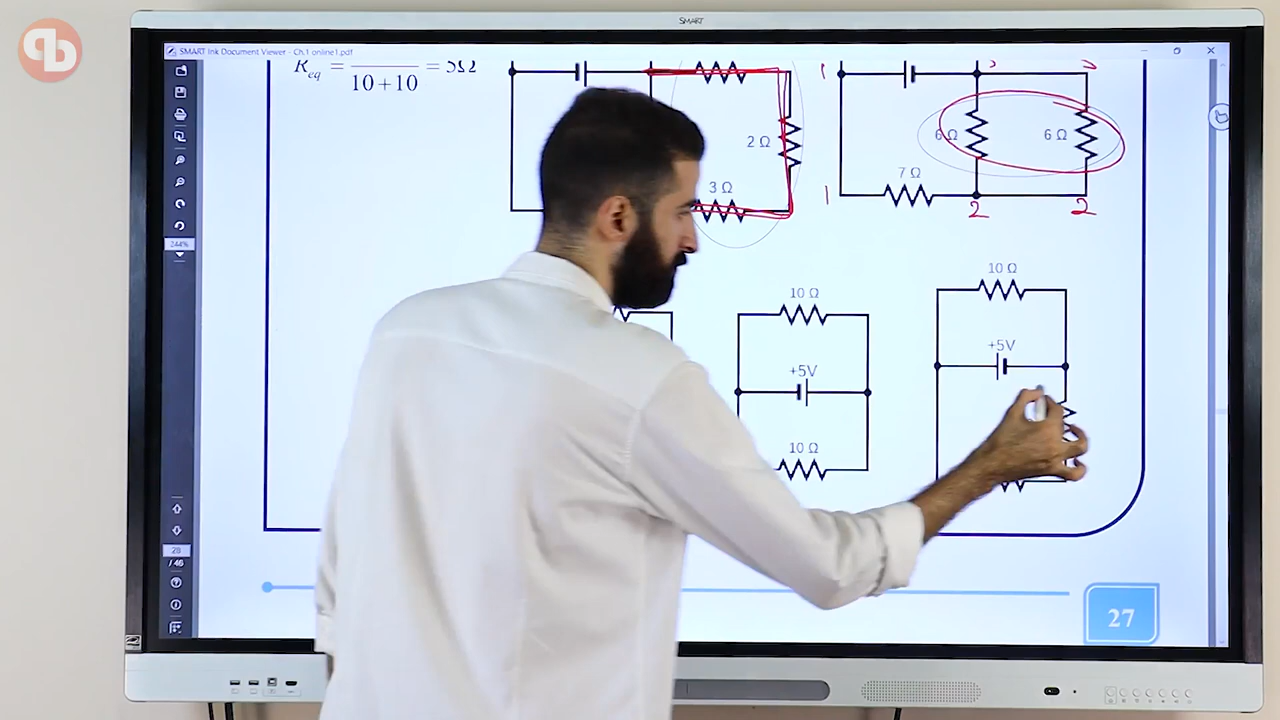 SMART
SMART Ink Document Viewer - Ch.1 online1.pdf
R_eq = / 10+10 = 5Ω
2 Ω
3 Ω
1
6 Ω
6 Ω
7 Ω
1
2
2
10 Ω
+5V
10 Ω
10 Ω
+5V
244%
28
/ 46
27